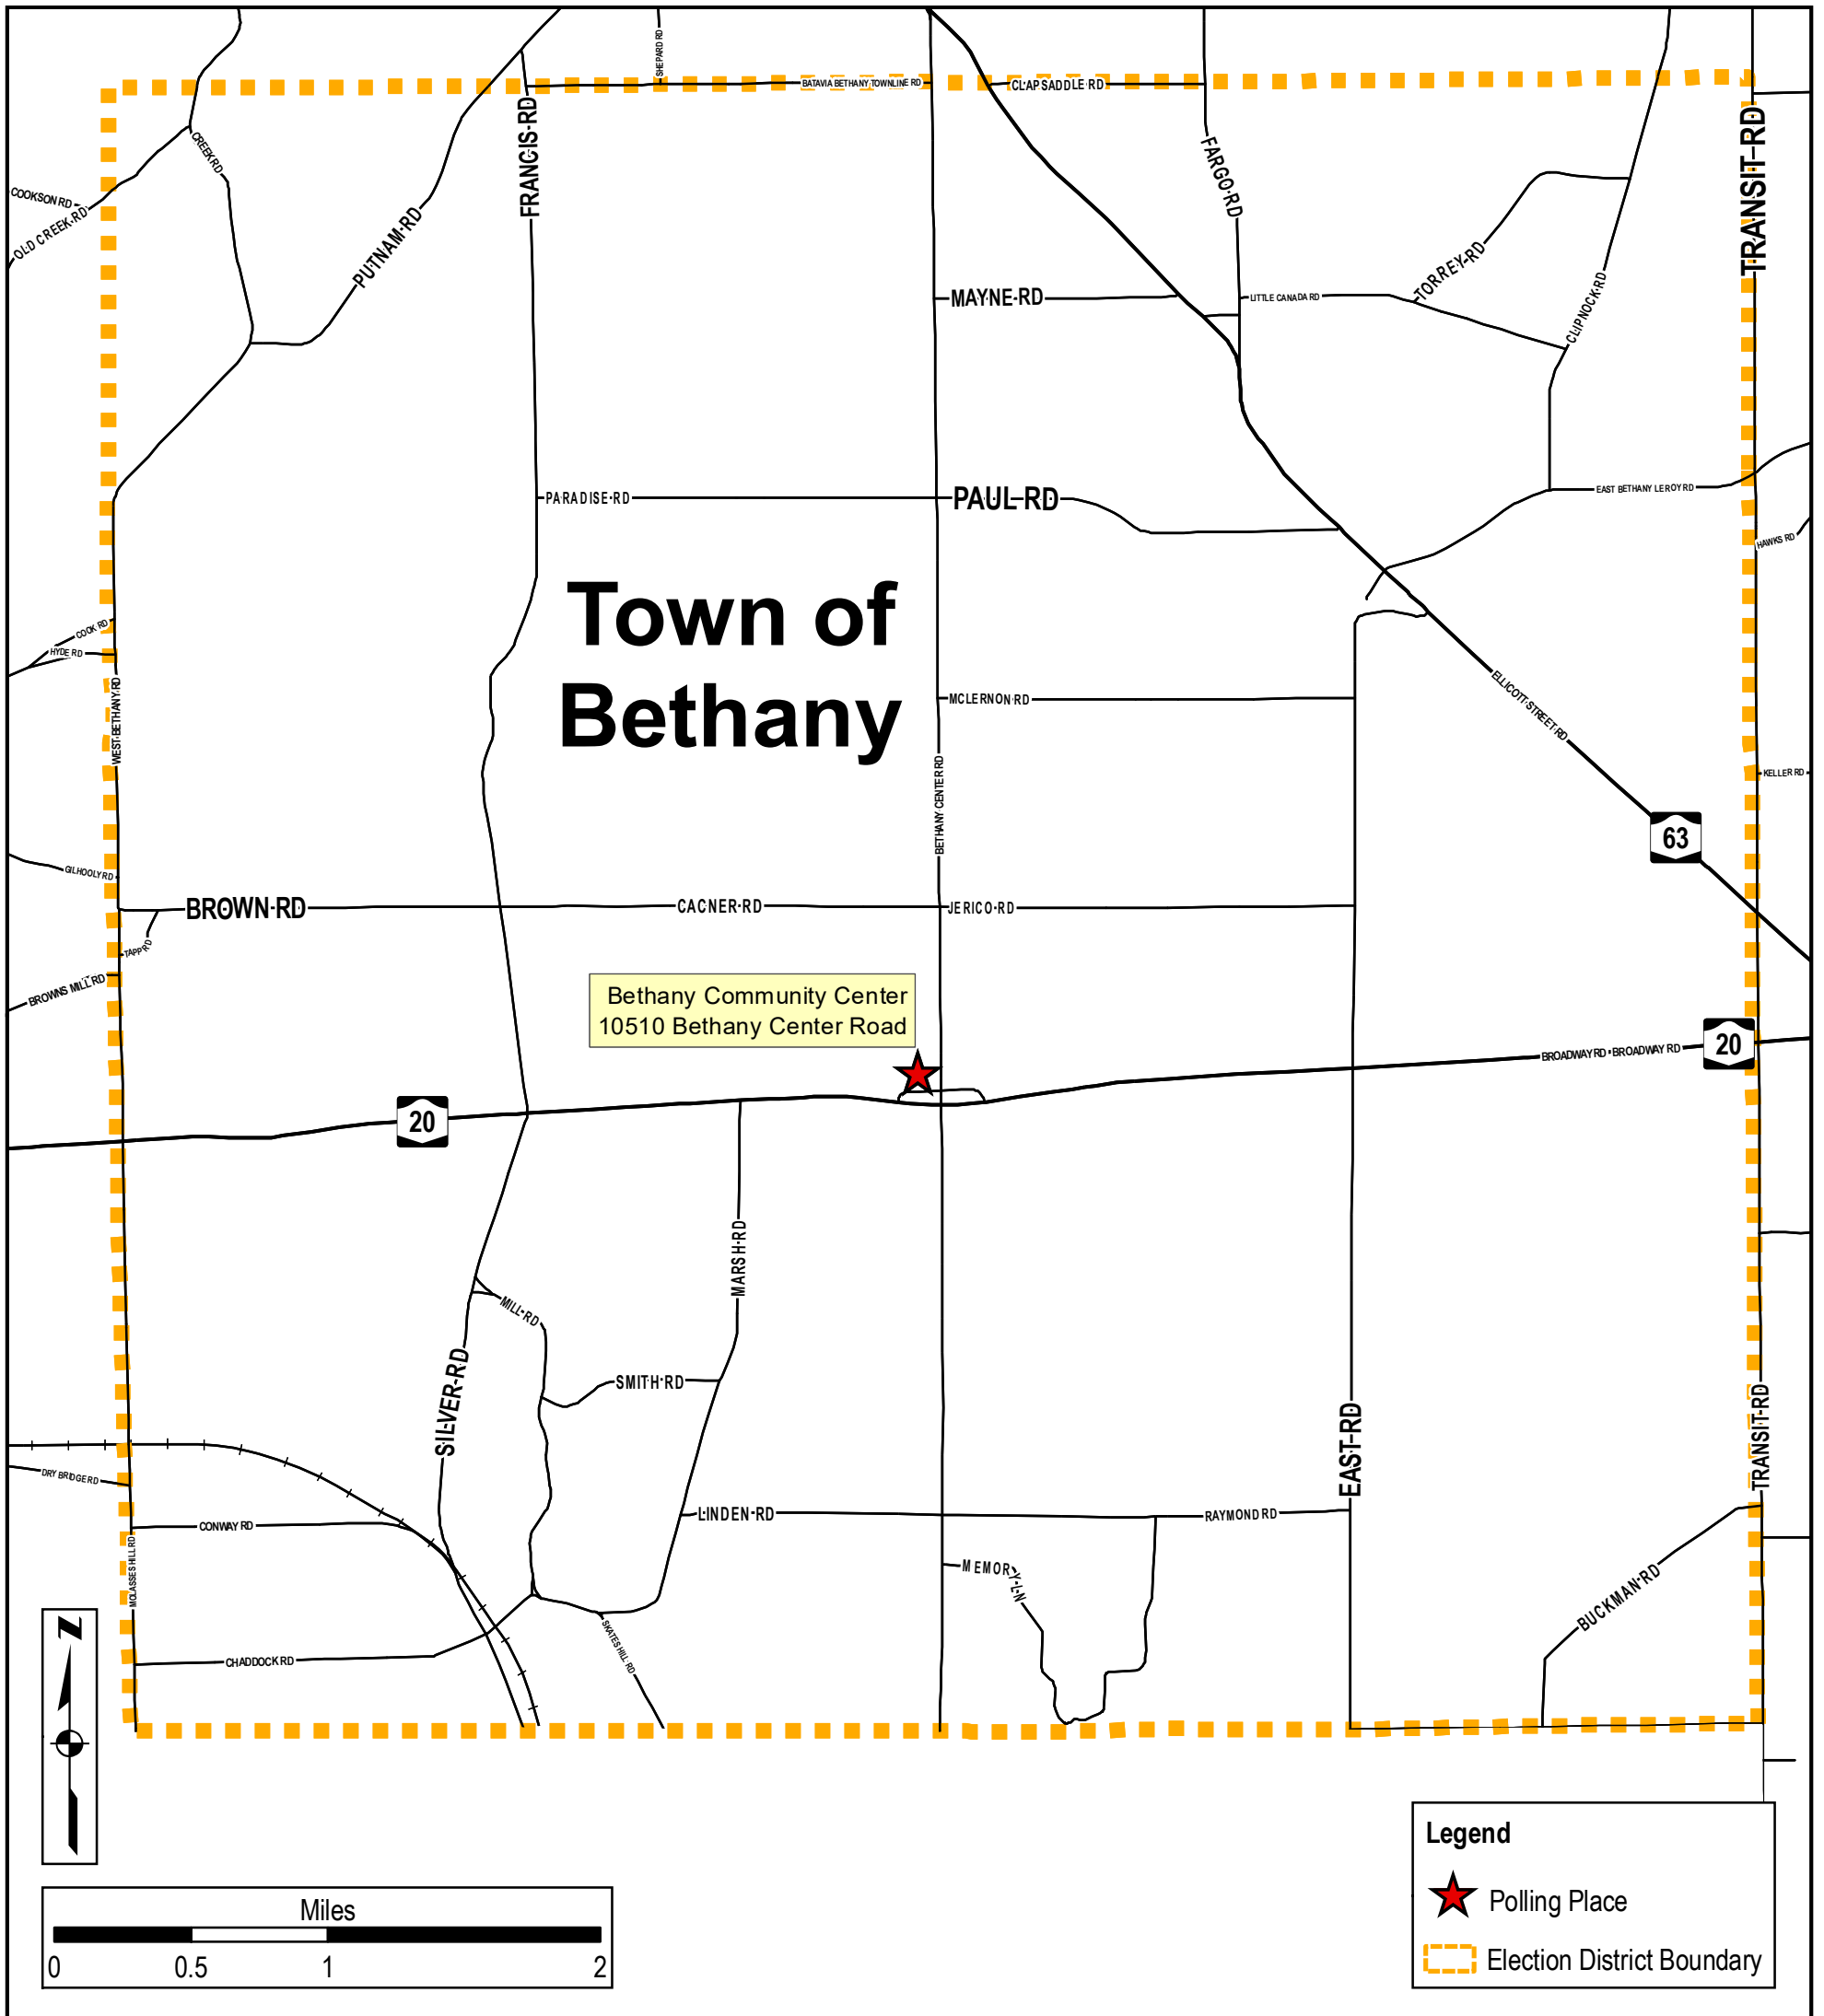 SHEPARD RD
BATAVIA BETHANY TOWNLINE RD
CLAPSADDLE RD
FRANCIS RD
TRANSIT RD
CREEK RD
FARGO RD
COOKSON RD
OLD CREEK RD
PUTNAM RD
TORREY RD
MAYNE RD
LITTLE CANADA RD
CLIPNOCK RD
PARADISE RD
PAUL RD
EAST BETHANY LEROY RD
HAWKS RD
Town of
Bethany
COOK RD
HYDE RD
WEST BETHANY RD
MCLERNON RD
ELLICOTT STREET RD
BETHANY CENTER RD
KELLER RD
63
GILHOOLY RD
BROWN RD
CACNER RD
JERICO RD
TAPP RD
BROWNS MILL RD
Bethany Community Center
10510 Bethany Center Road
BROADWAY RD BROADWAY RD
20
20
MARSH RD
MILL RD
SMITH RD
SILVER RD
EAST RD
TRANSIT RD
DRY BRIDGE RD
CONWAY RD
LINDEN RD
RAYMOND RD
MOLASSES HILL RD
MEMORY LN
BUCKMAN RD
SKATES HILL RD
CHADDOCK RD
N
Legend
Polling Place
Election District Boundary
Miles
0 0.5 1 2